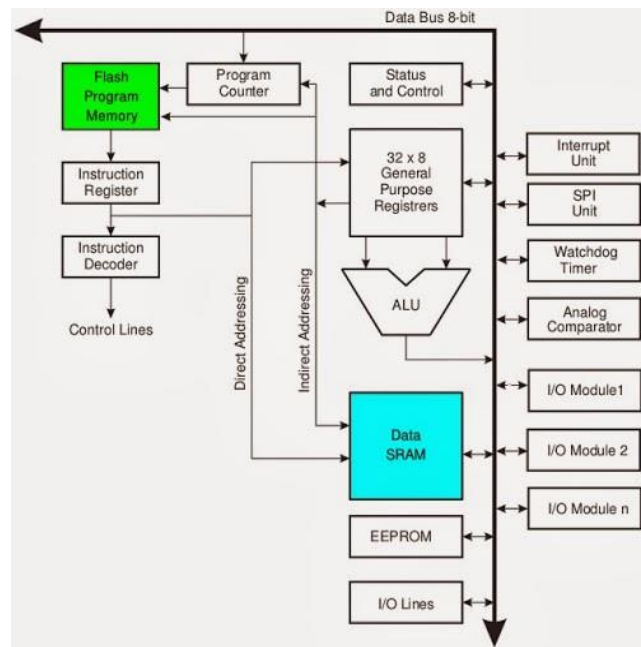 Data Bus 8-bit
Flash
Program
Memory
Program
Counter
Status
and Control
32 x 8
General
Purpose
Registrers
Interrupt
Unit
Instruction
Register
SPI
Unit
Instruction
Decoder
Watchdog
Timer
Control Lines
Direct Addressing
Indirect Addressing
ALU
Analog
Comparator
I/O Module1
Data
SRAM
I/O Module 2
I/O Module n
EEPROM
I/O Lines